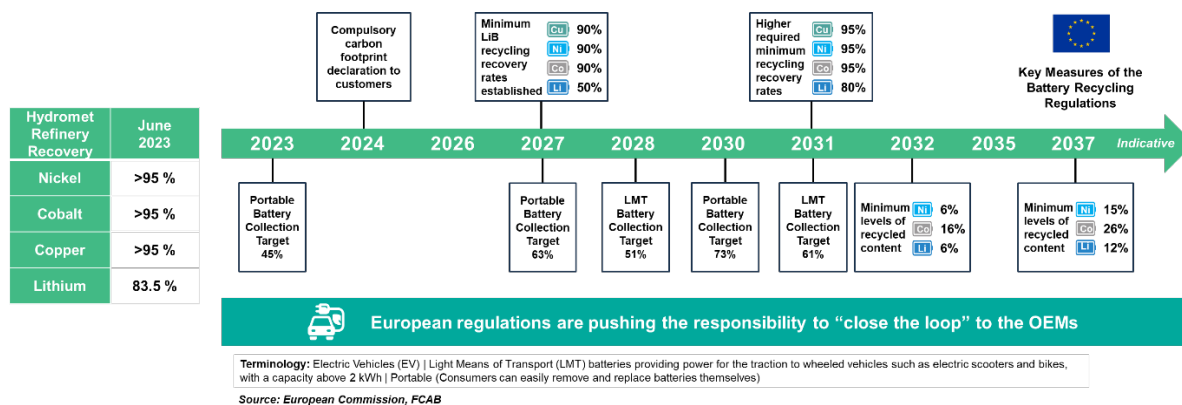 Hydromet
Refinery
Recovery
June
2023
Nickel
>95 %
Cobalt
>95 %
Copper
>95 %
Lithium
83.5 %
Compulsory
carbon
footprint
declaration to
customers
Minimum
LiB
recycling
recovery
rates
established
Cu 90%
Ni 90%
Co 90%
Li 50%
Higher
required
minimum
recycling
recovery
rates
Cu 95%
Ni 95%
Co 95%
Li 80%
Key Measures of the
Battery Recycling
Regulations
2023 2024 2026 2027 2028 2030 2031 2032 2035 2037 Indicative
Portable
Battery
Collection
Target
45%
Portable
Battery
Collection
Target
63%
LMT
Battery
Collection
Target
51%
Portable
Battery
Collection
Target
73%
LMT
Battery
Collection
Target
61%
Minimum
levels of
recycled
content
Ni 6%
Co 16%
Li 6%
Minimum
levels of
recycled
content
Ni 15%
Co 26%
Li 12%
European regulations are pushing the responsibility to “close the loop” to the OEMs
Terminology: Electric Vehicles (EV) | Light Means of Transport (LMT) batteries providing power for the traction to wheeled vehicles such as electric scooters and bikes,
with a capacity above 2 kWh | Portable (Consumers can easily remove and replace batteries themselves)
Source: European Commission, FCAB